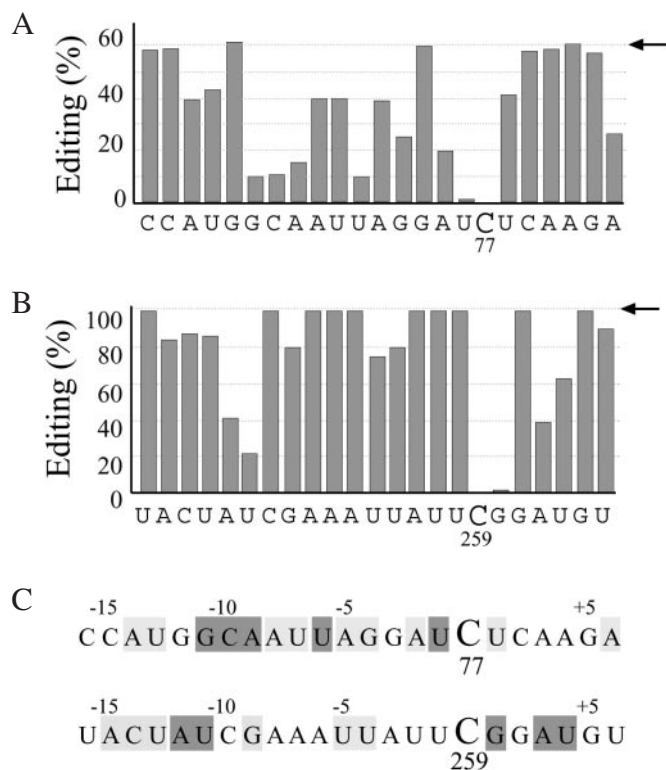 A
Editing (%)
60
40
20
0
C C A U G G C A A U U A G G A U C U C A A G A
77
B
Editing (%)
100
80
60
40
20
0
U A C U A U C G A A A U U A U U C G G A U G U
259
C
-15 -10 -5 +5
C C A U G G C A A U U A G G A U C U C A A G A
77
-15 -10 -5 +5
U A C U A U C G A A A U U A U U C G G A U G U
259